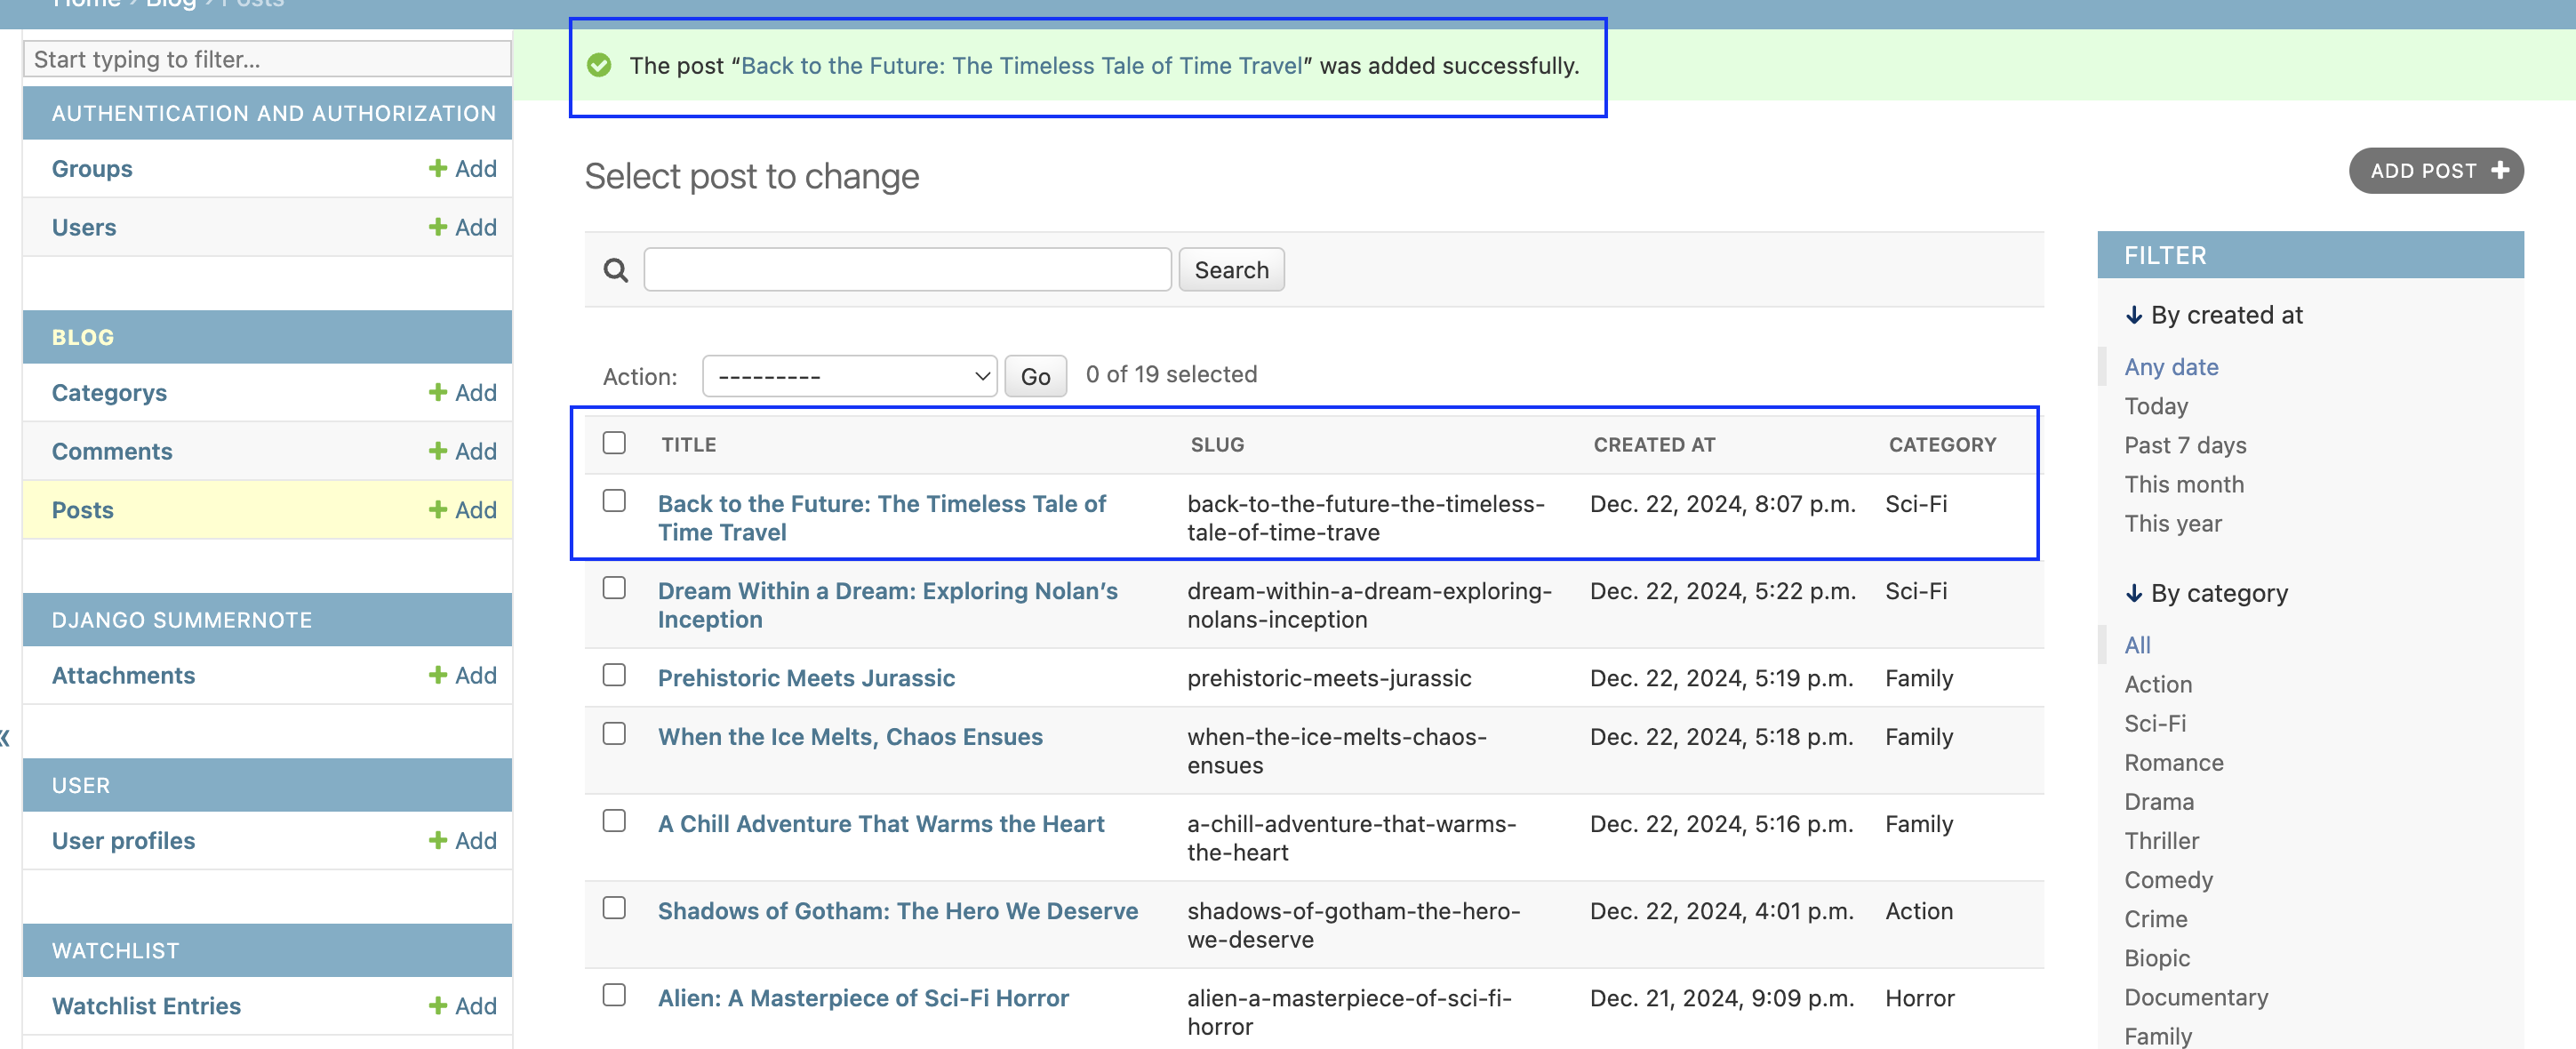 Home › Blog › Posts
Start typing to filter...
AUTHENTICATION AND AUTHORIZATION
Groups + Add
Users + Add
BLOG
Categorys + Add
Comments + Add
Posts + Add
DJANGO SUMMERNOTE
Attachments + Add
«
USER
User profiles + Add
WATCHLIST
Watchlist Entries + Add
The post “Back to the Future: The Timeless Tale of Time Travel” was added successfully.
Select post to change
ADD POST +
Search
Action: --------- Go 0 of 19 selected
TITLE SLUG CREATED AT CATEGORY
Back to the Future: The Timeless Tale of back-to-the-future-the-timeless- Dec. 22, 2024, 8:07 p.m. Sci-Fi
Time Travel tale-of-time-trave
Dream Within a Dream: Exploring Nolan’s dream-within-a-dream-exploring- Dec. 22, 2024, 5:22 p.m. Sci-Fi
Inception nolans-inception
Prehistoric Meets Jurassic prehistoric-meets-jurassic Dec. 22, 2024, 5:19 p.m. Family
When the Ice Melts, Chaos Ensues when-the-ice-melts-chaos- Dec. 22, 2024, 5:18 p.m. Family
ensues
A Chill Adventure That Warms the Heart a-chill-adventure-that-warms- Dec. 22, 2024, 5:16 p.m. Family
the-heart
Shadows of Gotham: The Hero We Deserve shadows-of-gotham-the-hero- Dec. 22, 2024, 4:01 p.m. Action
we-deserve
Alien: A Masterpiece of Sci-Fi Horror alien-a-masterpiece-of-sci-fi- Dec. 21, 2024, 9:09 p.m. Horror
horror
FILTER
↓ By created at
Any date
Today
Past 7 days
This month
This year
↓ By category
All
Action
Sci-Fi
Romance
Drama
Thriller
Comedy
Crime
Biopic
Documentary
Family